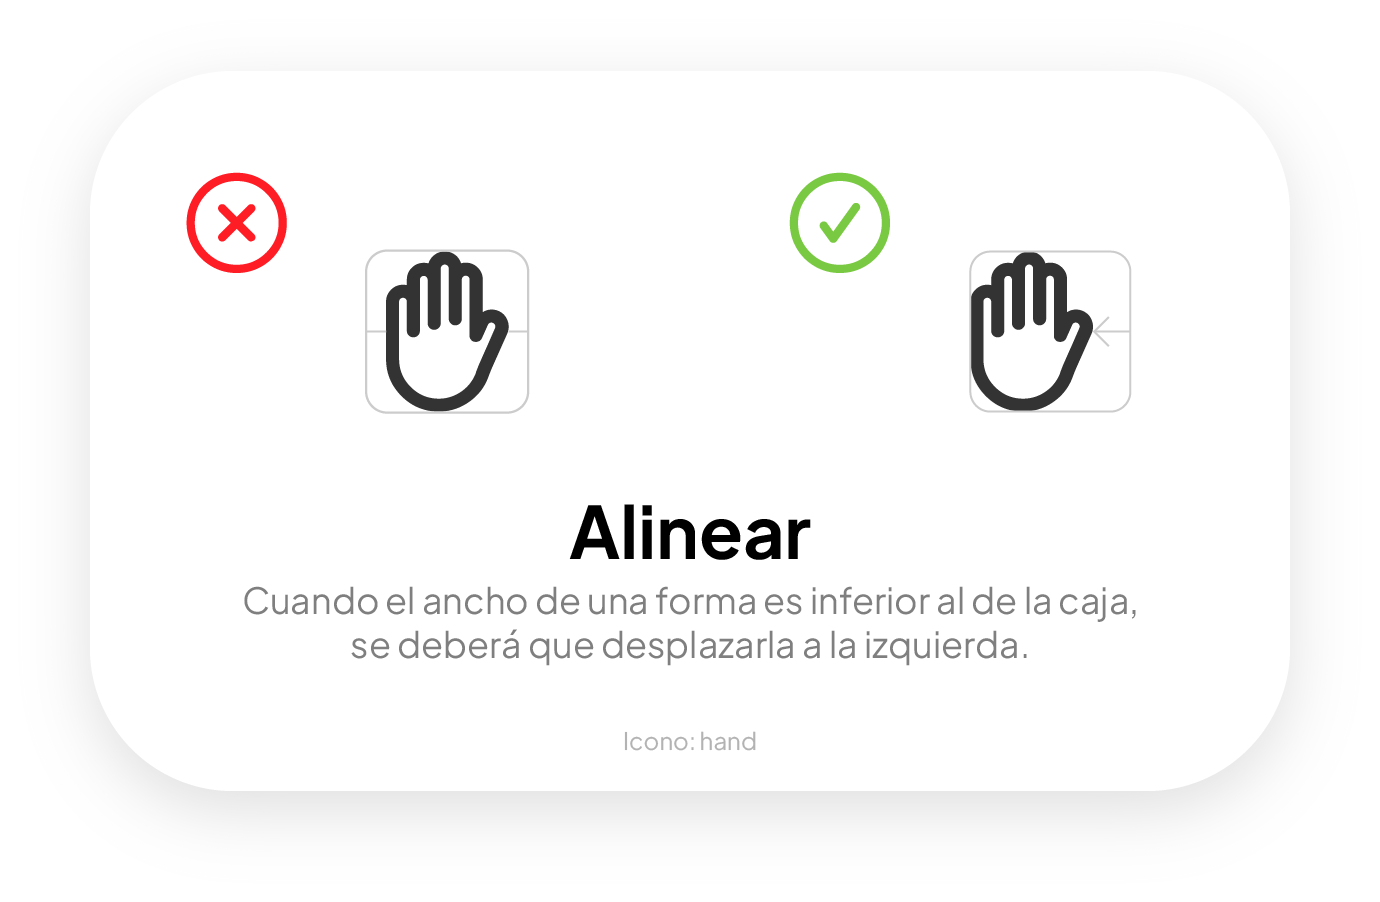 Alinear
Cuando el ancho de una forma es inferior al de la caja,
se deberá que desplazarla a la izquierda.
Icono: hand